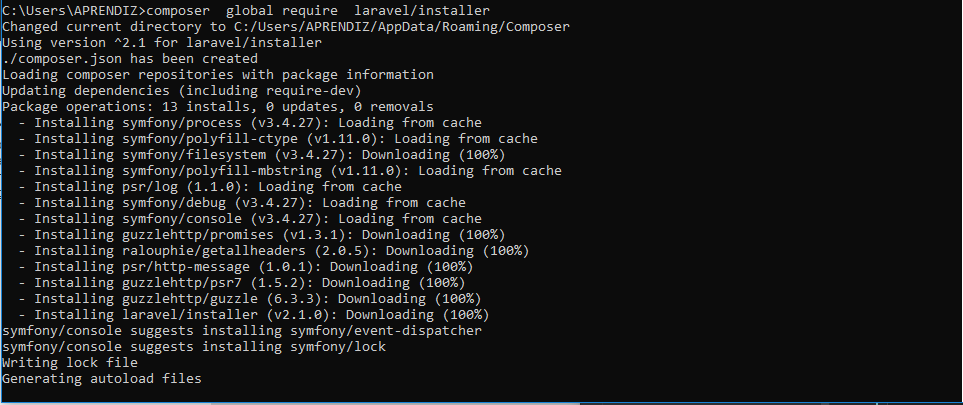 C:\Users\APRENDIZ>composer  global require  laravel/installer
Changed current directory to C:/Users/APRENDIZ/AppData/Roaming/Composer
Using version ^2.1 for laravel/installer
./composer.json has been created
Loading composer repositories with package information
Updating dependencies (including require-dev)
Package operations: 13 installs, 0 updates, 0 removals
  - Installing symfony/process (v3.4.27): Loading from cache
  - Installing symfony/polyfill-ctype (v1.11.0): Loading from cache
  - Installing symfony/filesystem (v3.4.27): Downloading (100%)
  - Installing symfony/polyfill-mbstring (v1.11.0): Loading from cache
  - Installing psr/log (1.1.0): Loading from cache
  - Installing symfony/debug (v3.4.27): Loading from cache
  - Installing symfony/console (v3.4.27): Loading from cache
  - Installing guzzlehttp/promises (v1.3.1): Downloading (100%)
  - Installing ralouphie/getallheaders (2.0.5): Downloading (100%)
  - Installing psr/http-message (1.0.1): Downloading (100%)
  - Installing guzzlehttp/psr7 (1.5.2): Downloading (100%)
  - Installing guzzlehttp/guzzle (6.3.3): Downloading (100%)
  - Installing laravel/installer (v2.1.0): Downloading (100%)
symfony/console suggests installing symfony/event-dispatcher
symfony/console suggests installing symfony/lock
Writing lock file
Generating autoload files